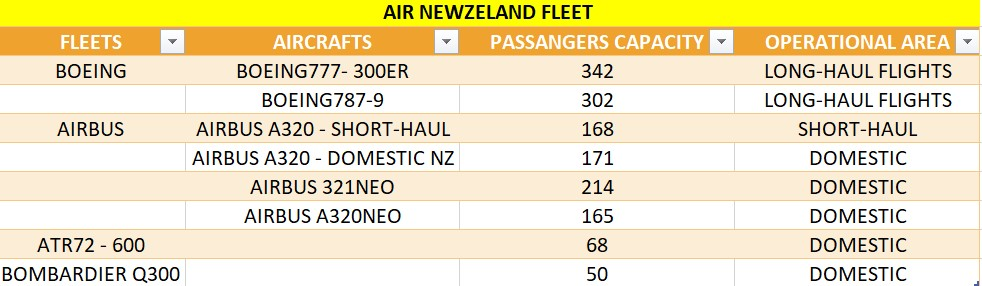 AIR NEWZELAND FLEET
FLEETS AIRCRAFTS PASSANGERS CAPACITY OPERATIONAL AREA
BOEING BOEING777- 300ER 342 LONG-HAUL FLIGHTS
BOEING787-9 302 LONG-HAUL FLIGHTS
AIRBUS AIRBUS A320 - SHORT-HAUL 168 SHORT-HAUL
AIRBUS A320 - DOMESTIC NZ 171 DOMESTIC
AIRBUS 321NEO 214 DOMESTIC
AIRBUS A320NEO 165 DOMESTIC
ATR72 - 600 68 DOMESTIC
BOMBARDIER Q300 50 DOMESTIC